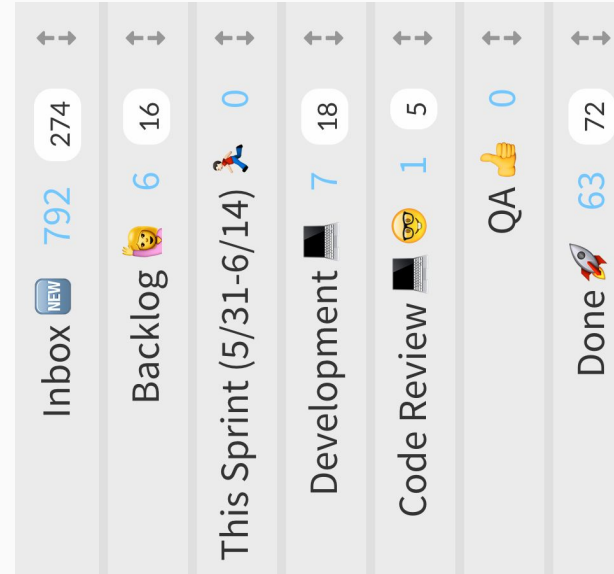 Inbox 🆕 792 274
Backlog 🙋 6 16
This Sprint (5/31-6/14) 🏃 0
Development 💻 7 18
Code Review 💻 🤓 1 5
QA 👍 0
Done 🚀 63 72